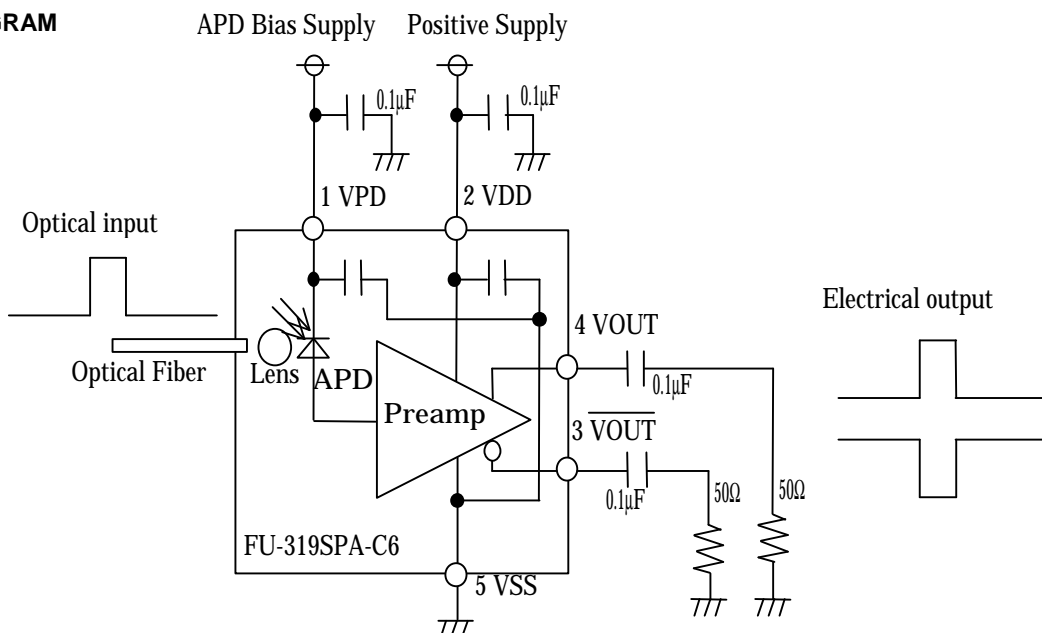 GRAM
APD Bias Supply
Positive Supply
0.1µF
0.1µF
1 VPD
2 VDD
Optical input
Electrical output
4 VOUT
Optical Fiber
Lens
APD
0.1µF
Preamp
3 VOUT
0.1µF
50Ω
50Ω
FU-319SPA-C6
5 VSS